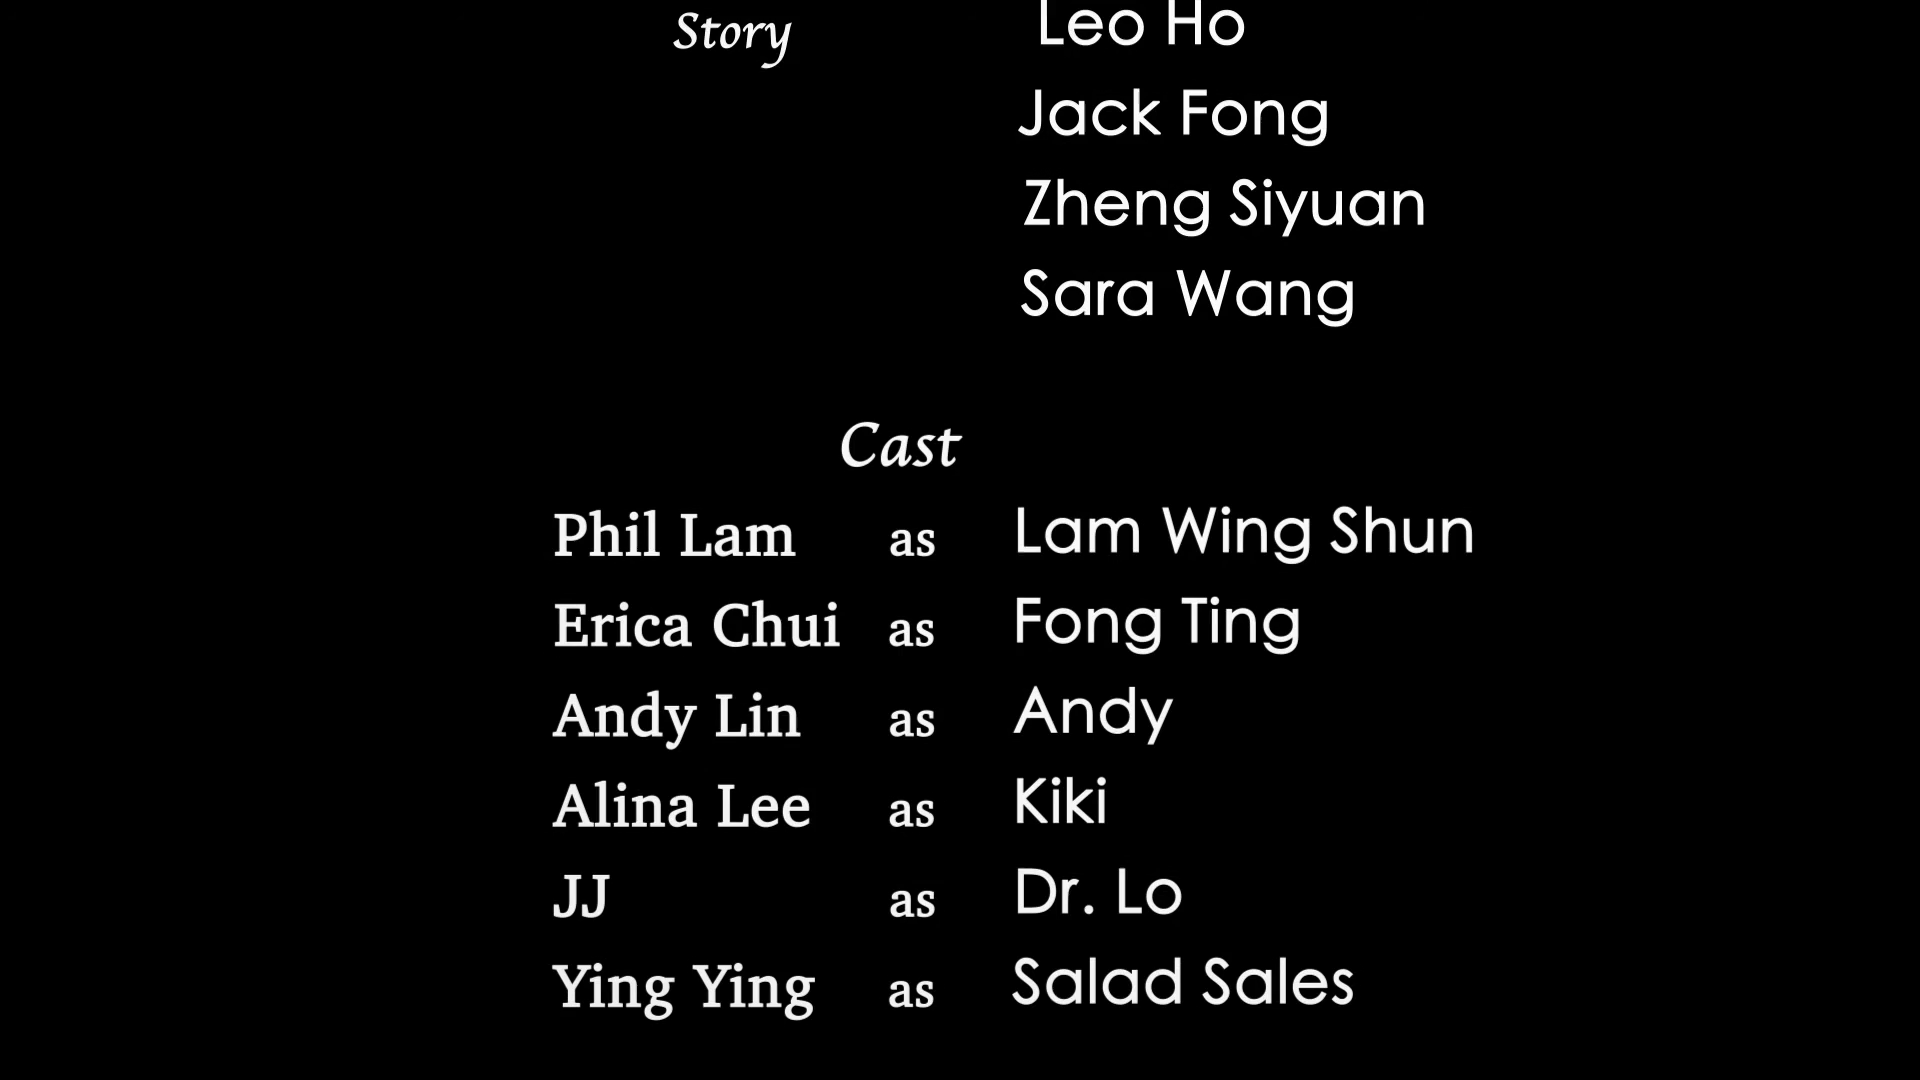 Story Leo Ho
Jack Fong
Zheng Siyuan
Sara Wang
Cast
Phil Lam as Lam Wing Shun
Erica Chui as Fong Ting
Andy Lin as Andy
Alina Lee as Kiki
JJ as Dr. Lo
Ying Ying as Salad Sales